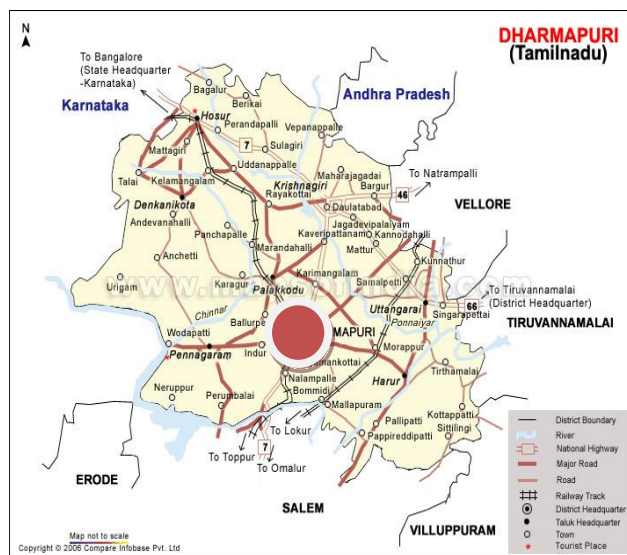 N
DHARMAPURI
(Tamilnadu)
To Bangalore
(State Headquarter
-Karnataka)
Karnataka
Andhra Pradesh
Bagalur
Berikai
Hosur
Perandapalli
Vepanappalle
Mattagiri
7
Sulagiri
Uddanappalle
Talai
Kelamangalam
Maharajagadai
To Natrampalli
Krishnagiri
Bargur
46
Denkanikota
Rayakottai
Daulatabad
VELLORE
Andevanahalli
Jagadevipalaiyam
Panchapalle
Kaveripattanam
Kannodahalli
Marandahalli
Mattur
Anchetti
Kunnathur
Urigam
Karagur
Karimangalam
Samalpetti
Palakkodu
To Tiruvannamalai
(District Headquarter)
Uttangarai
66
Chinnar
Singarapettai
Ballurpe
Ponnaiyar
TIRUVANNAMALAI
Wodapatti
MAPURI
Pennagaram
Indur
Morappur
mankottai
Tirthamalai
Neruppur
Nalampalle
Harur
Bommidi
Perumbalai
Mallapuram
Kottappatti
Pallipatti
Sittilingi
Pappireddipatti
To Lokur
To Toppur
7
To Omalur
ERODE
SALEM
VILLUPPURAM
District Boundary
River
National Highway
Major Road
Road
Railway Track
District Headquarter
Taluk Headquarter
Town
Tourist Place
Map not to scale
Copyright © 2006 Compare Infobase Pvt. Ltd